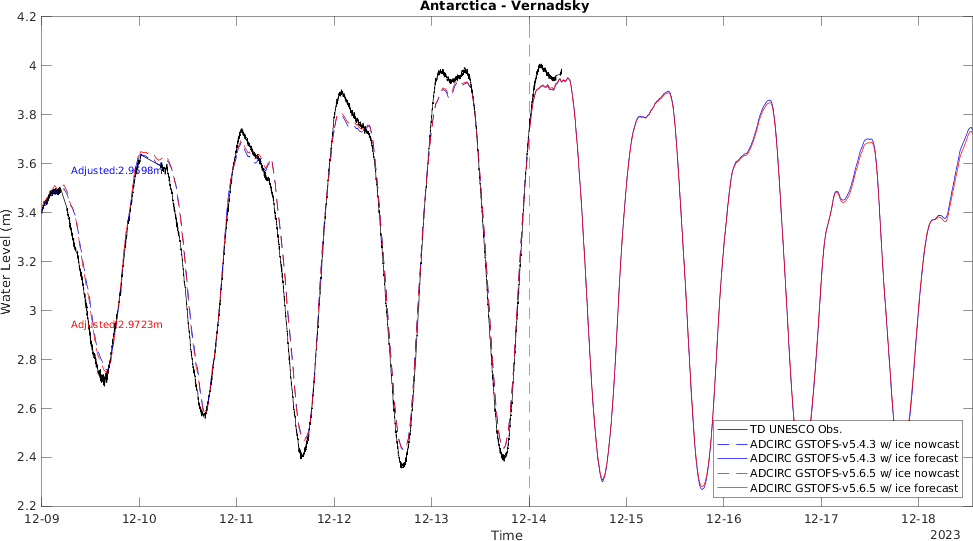 Antarctica - Vernadsky
Water Level (m)
4.2
4
3.8
3.6
3.4
3.2
3
2.8
2.6
2.4
2.2
Adjusted:2.9698m
Adjusted:2.9723m
TD UNESCO Obs.
ADCIRC GSTOFS-v5.4.3 w/ ice nowcast
ADCIRC GSTOFS-v5.4.3 w/ ice forecast
ADCIRC GSTOFS-v5.6.5 w/ ice nowcast
ADCIRC GSTOFS-v5.6.5 w/ ice forecast
12-09 12-10 12-11 12-12 12-13 12-14 12-15 12-16 12-17 12-18
Time
2023